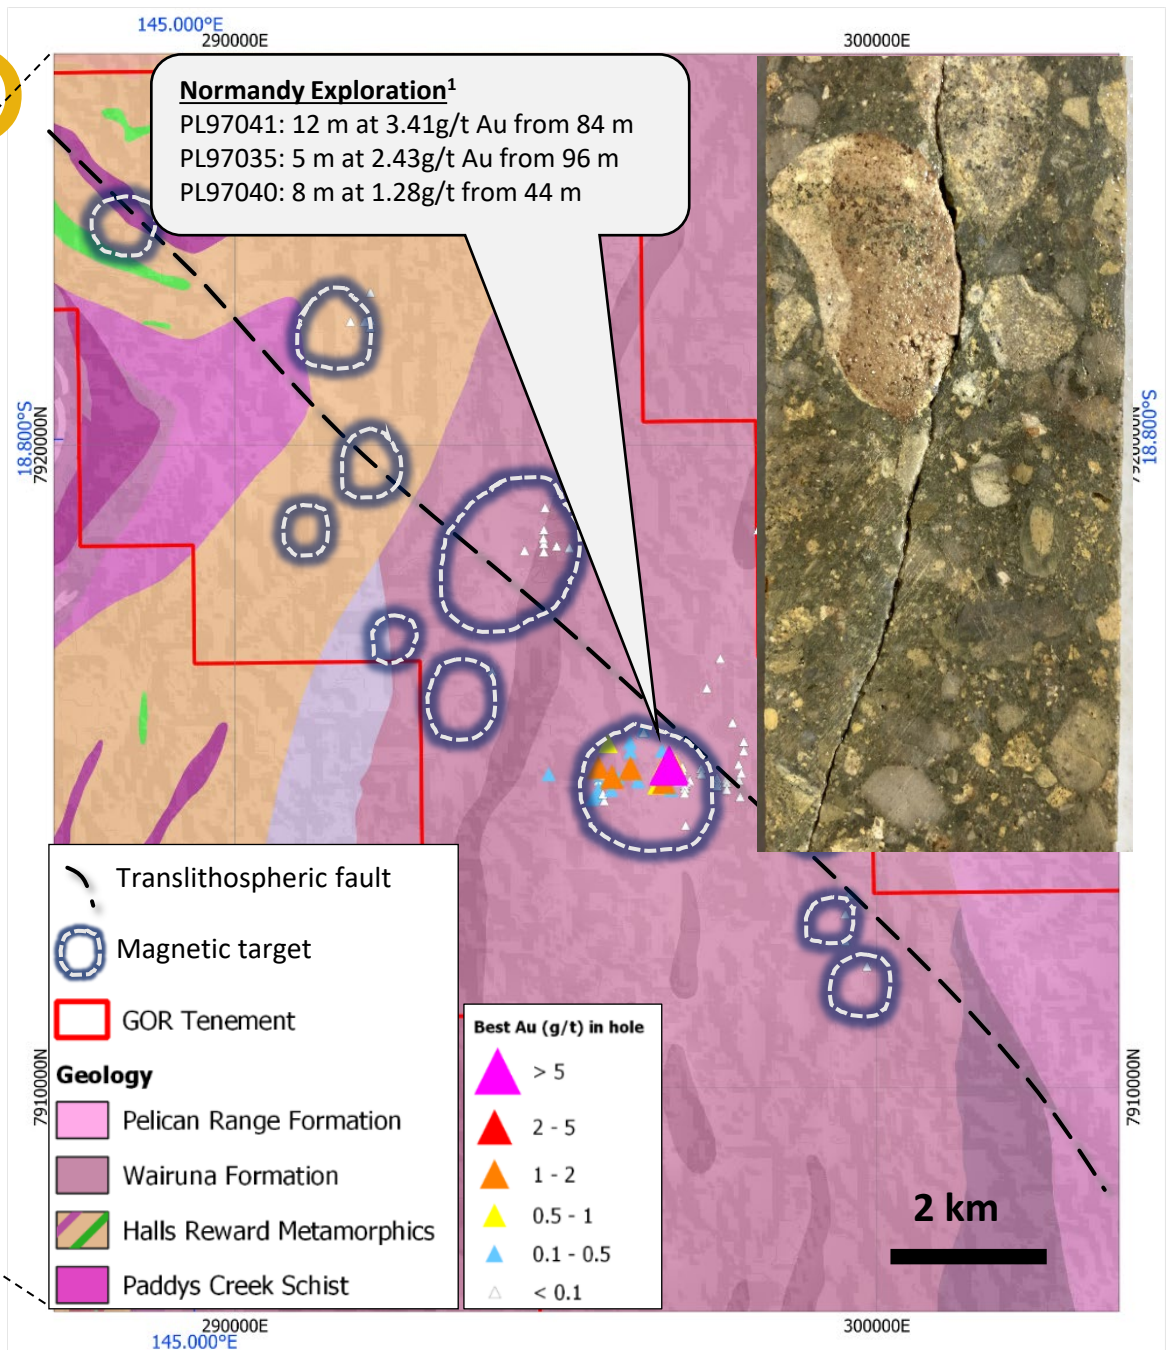 145.000°E
290000E
300000E
Normandy Exploration¹
PL97041: 12 m at 3.41g/t Au from 84 m
PL97035: 5 m at 2.43g/t Au from 96 m
PL97040: 8 m at 1.28g/t from 44 m
18.800°S
7920000N
18.800°S
Translithospheric fault
Magnetic target
GOR Tenement
Geology
Pelican Range Formation
Wairuna Formation
Halls Reward Metamorphics
Paddys Creek Schist
Best Au (g/t) in hole
> 5
2 - 5
1 - 2
0.5 - 1
0.1 - 0.5
< 0.1
2 km
7910000N
7910000N
290000E
300000E
145.000°E